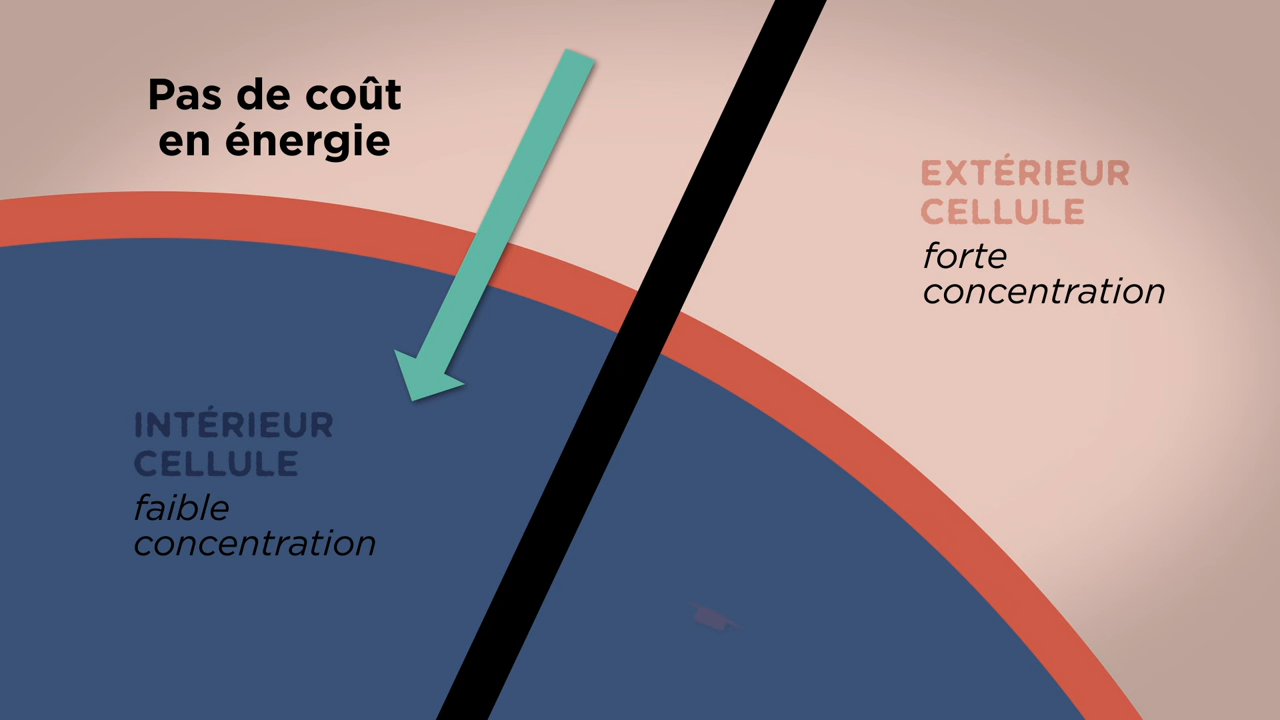 Pas de coût
en énergie
EXTÉRIEUR
CELLULE
forte
concentration
INTÉRIEUR
CELLULE
faible
concentration